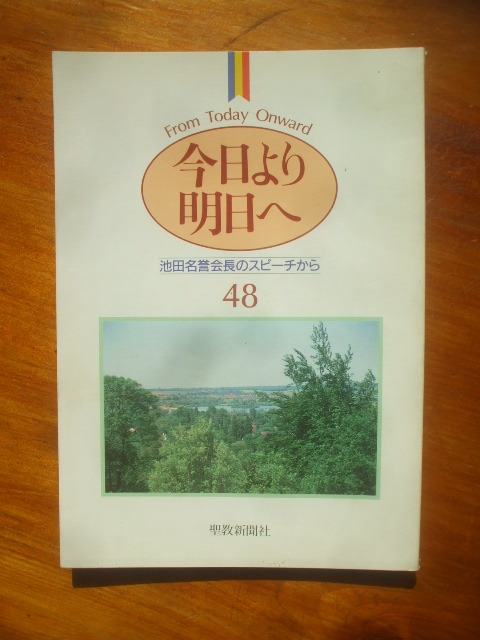 From Today Onward
今日より
明日へ
池田名誉会長のスピーチから
48
聖教新聞社